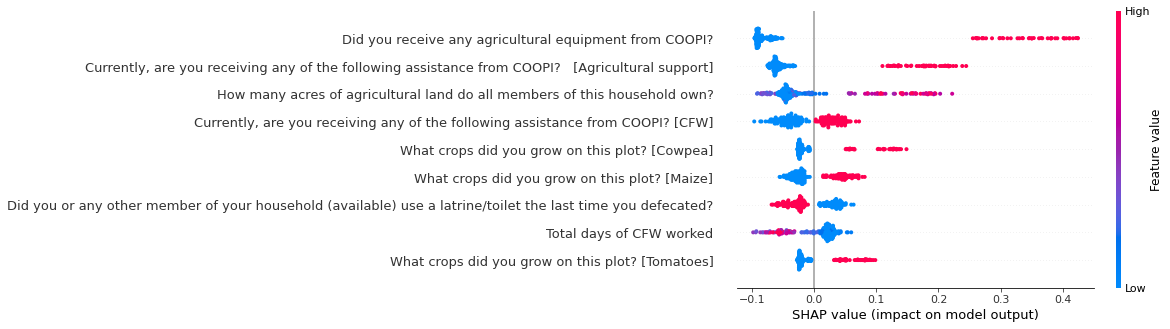 High
Did you receive any agricultural equipment from COOPI?
Currently, are you receiving any of the following assistance from COOPI?   [Agricultural support]
How many acres of agricultural land do all members of this household own?
Currently, are you receiving any of the following assistance from COOPI? [CFW]
What crops did you grow on this plot? [Cowpea]
What crops did you grow on this plot? [Maize]
Did you or any other member of your household (available) use a latrine/toilet the last time you defecated?
Total days of CFW worked
What crops did you grow on this plot? [Tomatoes]
Feature value
Low
−0.1 0.0 0.1 0.2 0.3 0.4
SHAP value (impact on model output)